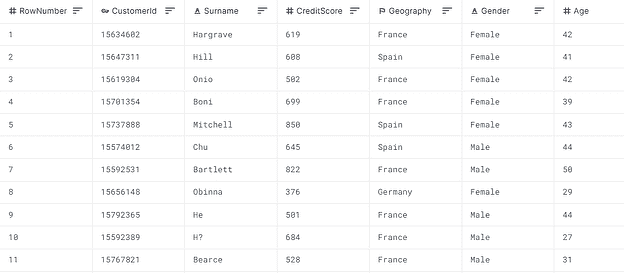 RowNumber CustomerId Surname CreditScore Geography Gender Age
1 15634602 Hargrave 619 France Female 42
2 15647311 Hill 608 Spain Female 41
3 15619304 Onio 502 France Female 42
4 15701354 Boni 699 France Female 39
5 15737888 Mitchell 850 Spain Female 43
6 15574012 Chu 645 Spain Male 44
7 15592531 Bartlett 822 France Male 50
8 15656148 Obinna 376 Germany Female 29
9 15792365 He 501 France Male 44
10 15592389 H? 684 France Male 27
11 15767821 Bearce 528 France Male 31